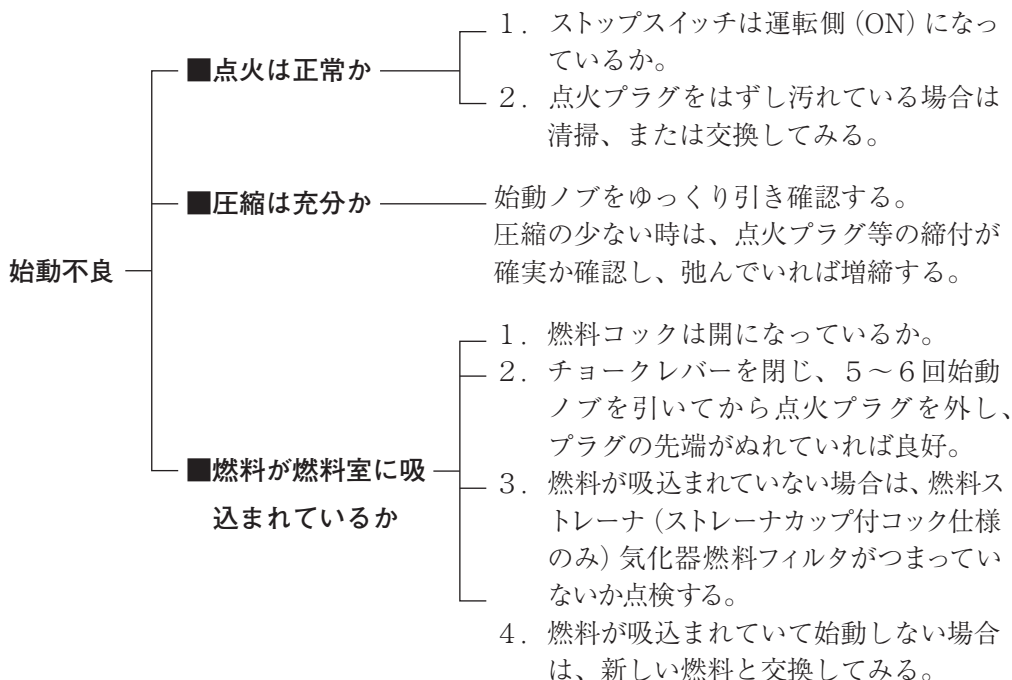 始動不良
■点火は正常か
1．ストップスイッチは運転側（ON）になっ
ているか。
2．点火プラグをはずし汚れている場合は
清掃、または交換してみる。
■圧縮は充分か
始動ノブをゆっくり引き確認する。
圧縮の少ない時は、点火プラグ等の締付が
確実か確認し、弛んでいれば増締する。
■燃料が燃料室に吸
込まれているか
1．燃料コックは開になっているか。
2．チョークレバーを閉じ、5～6回始動
ノブを引いてから点火プラグを外し、
プラグの先端がぬれていれば良好。
3．燃料が吸込まれていない場合は、燃料ス
トレーナ（ストレーナカップ付コック仕様
のみ）気化器燃料フィルタがつまってい
ないか点検する。
4．燃料が吸込まれていて始動しない場合
は、新しい燃料と交換してみる。